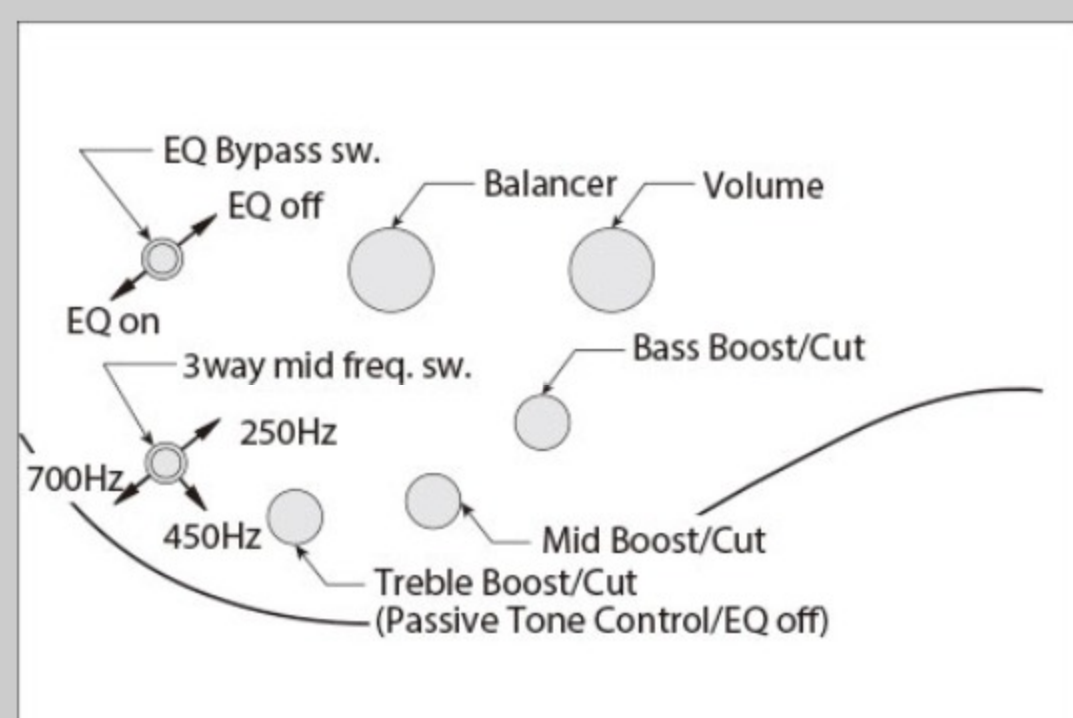 EQ Bypass sw.
EQ off
Balancer
Volume
EQ on
3way mid freq. sw.
Bass Boost/Cut
250Hz
700Hz
450Hz
Mid Boost/Cut
Treble Boost/Cut
(Passive Tone Control/EQ off)